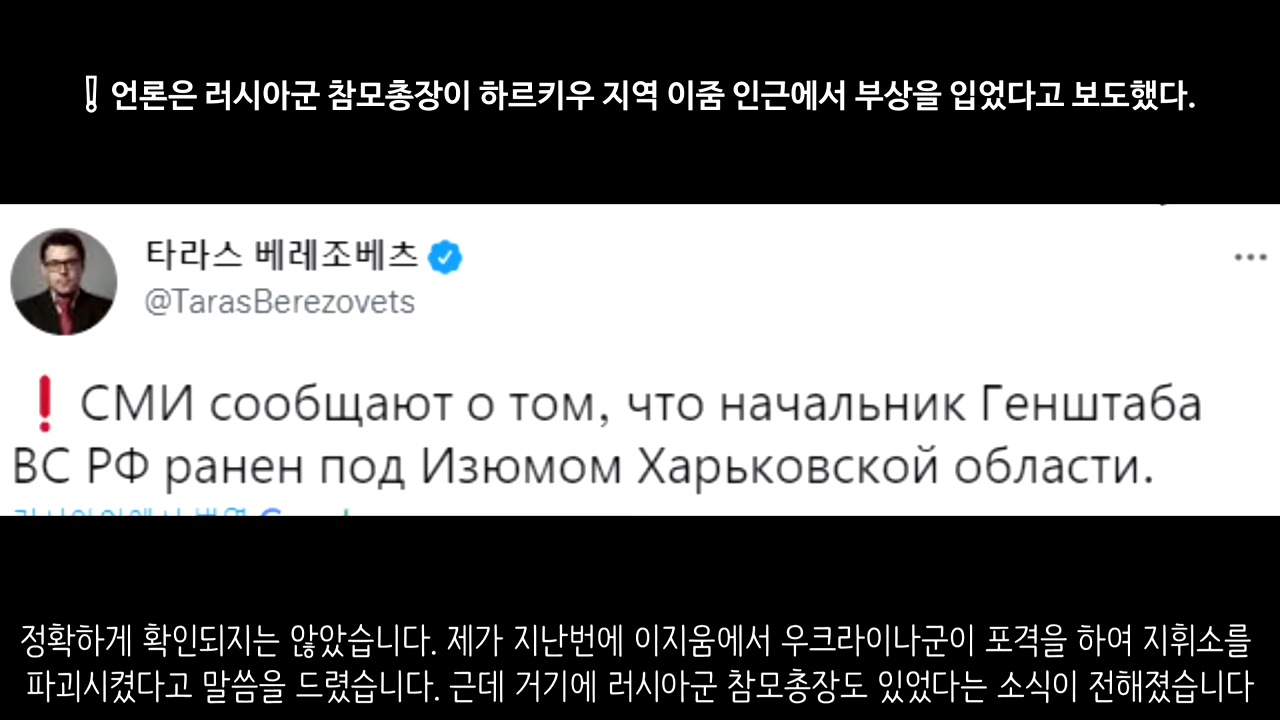 ❗ 언론은 러시아군 참모총장이 하르키우 지역 이줌 인근에서 부상을 입었다고 보도했다.
타라스 베레조베츠
@TarasBerezovets
❗СМИ сообщают о том, что начальник Генштаба
ВС РФ ранен под Изюмом Харьковской области.
정확하게 확인되지는 않았습니다. 제가 지난번에 이지움에서 우크라이나군이 포격을 하여 지휘소를
파괴시켰다고 말씀을 드렸습니다. 근데 거기에 러시아군 참모총장도 있었다는 소식이 전해졌습니다